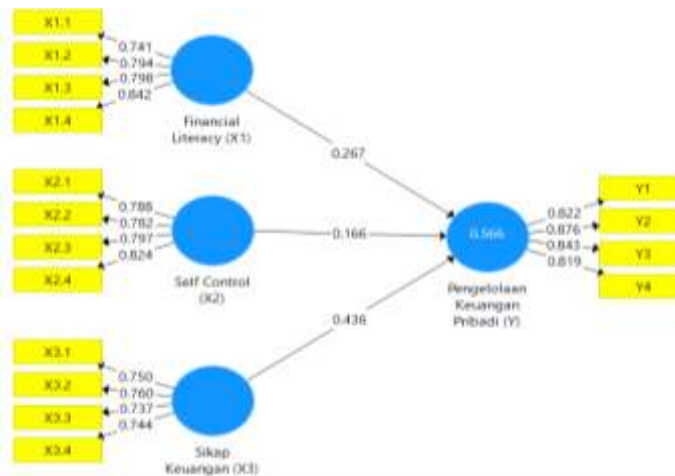 X1.1
X1.2
X1.3
X1.4
0.741
0.794
0.798
0.842
Financial
Literacy (X1)
0.267
X2.1
X2.2
X2.3
X2.4
0.788
0.782
0.797
0.824
Self Control
(X2)
0.166
X3.1
X3.2
X3.3
X3.4
0.750
0.760
0.737
0.744
Sikap
Keuangan (X3)
0.436
0.566
Pengelolaan
Keuangan
Pribadi (Y)
0.822
0.876
0.843
0.819
Y1
Y2
Y3
Y4